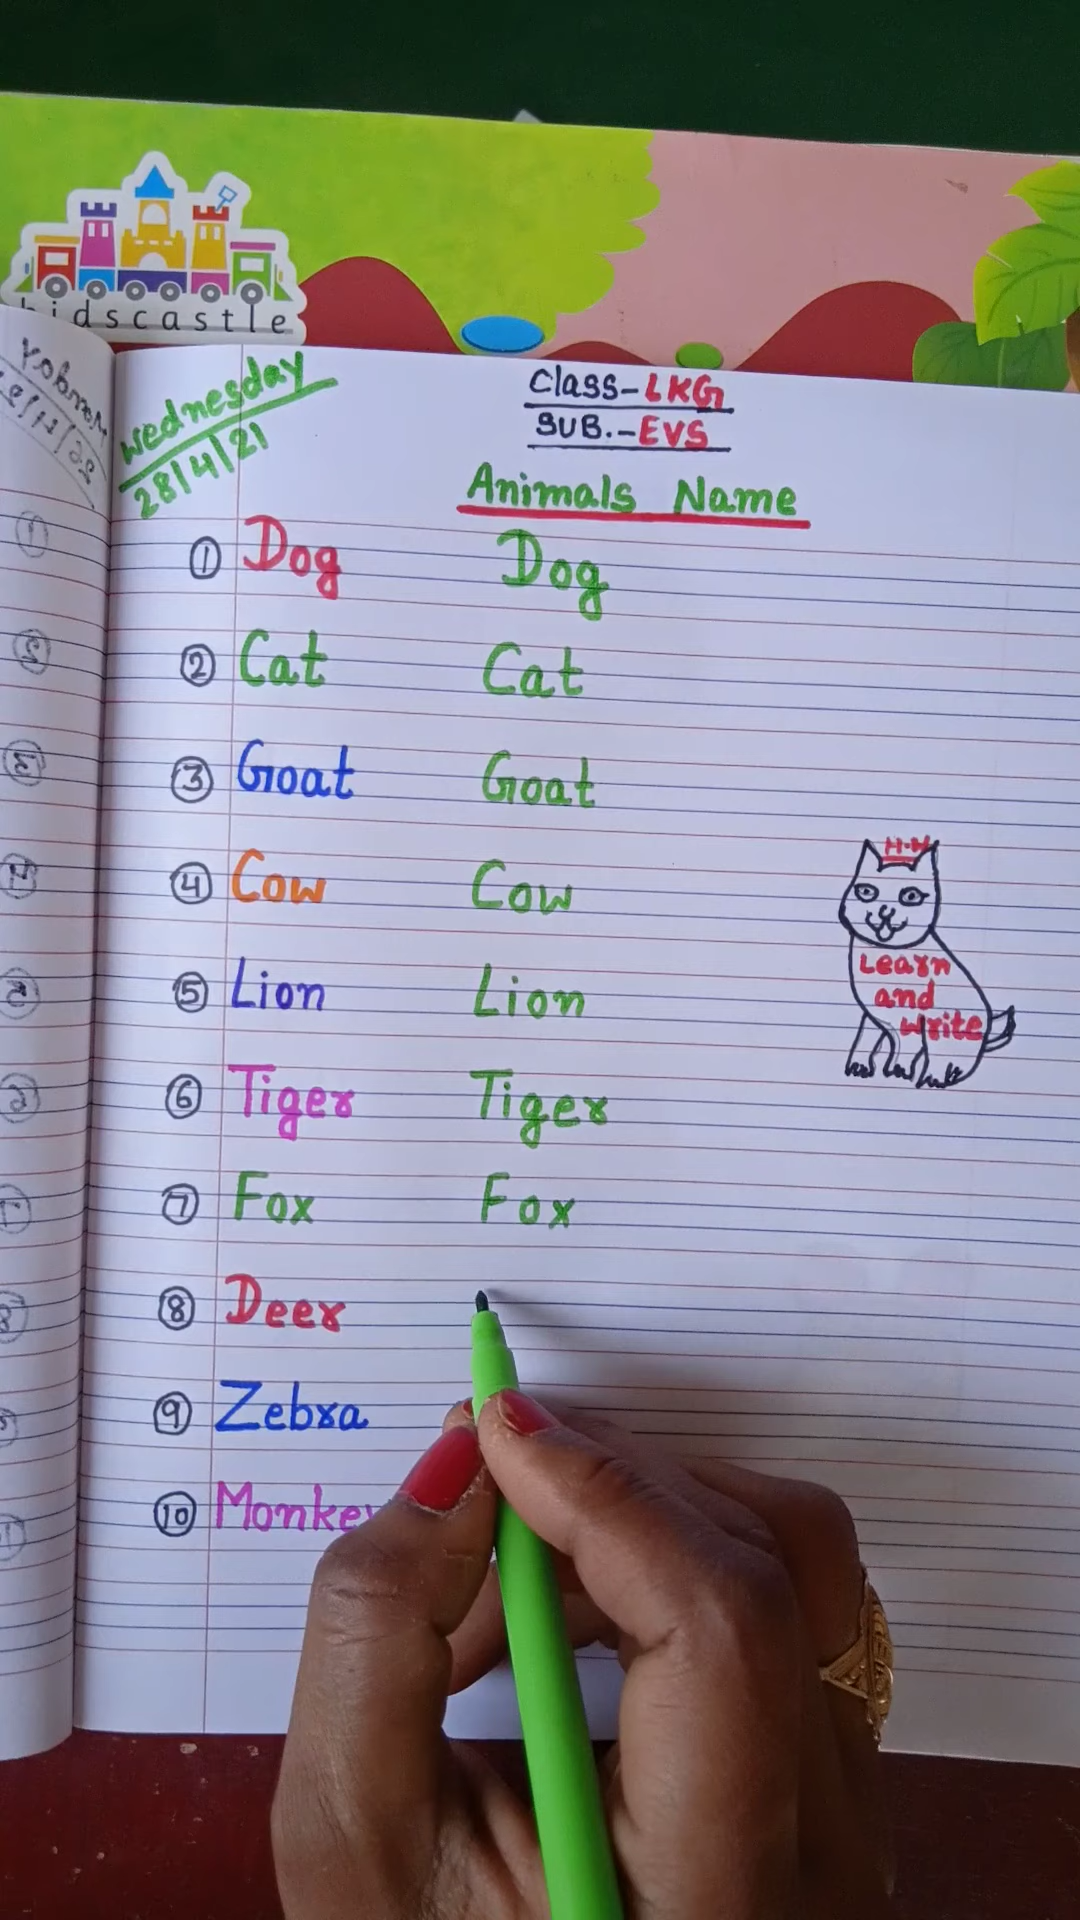 kidscastle
Wednesday
28/4/21
Class-LKG
SUB.-EVS
Animals Name
1 Dog Dog
2 Cat Cat
3 Goat Goat
4 Cow Cow
5 Lion Lion
6 Tiger Tiger
7 Fox Fox
8 Deer
9 Zebra
10 Monkey
H.W
Learn
and
write